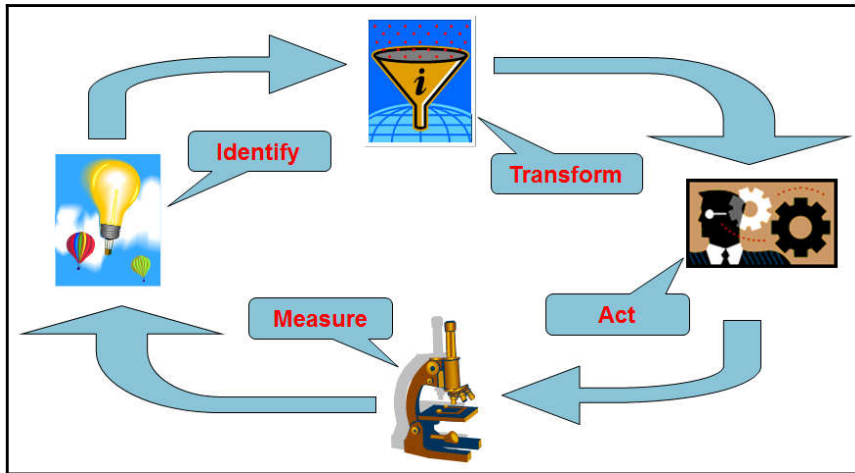 i
Identify
Transform
Measure
Act